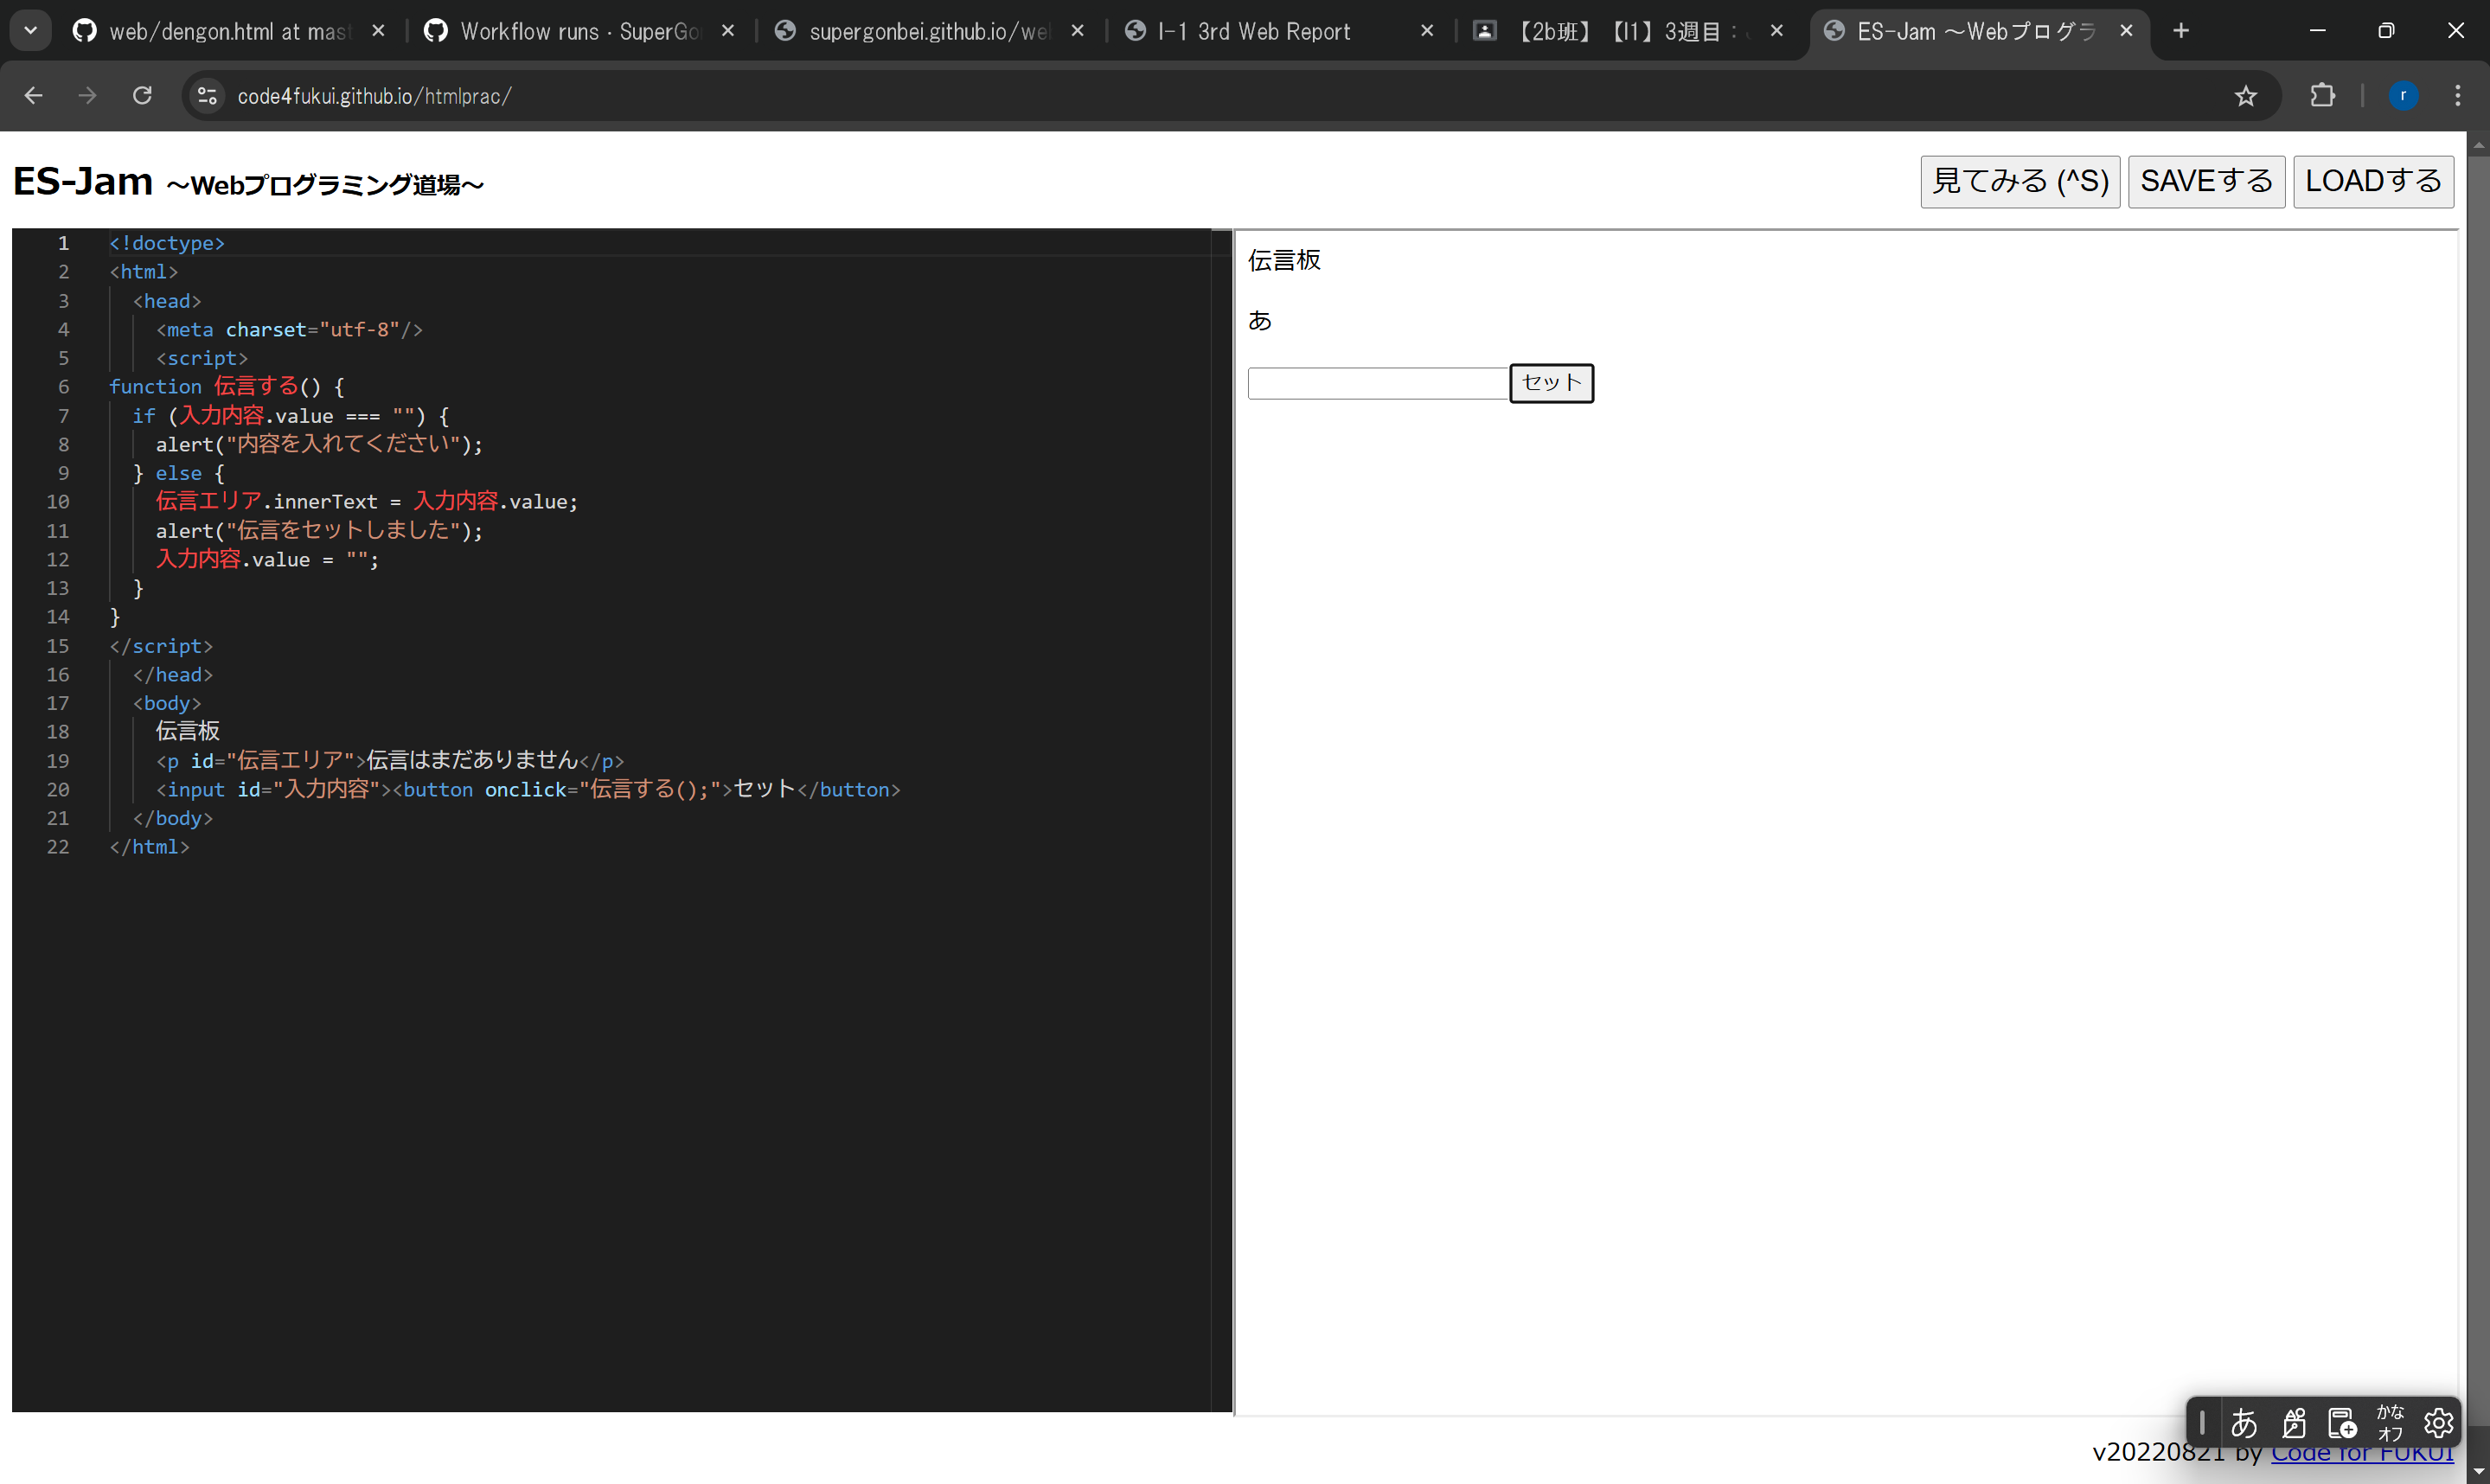 web/dengon.html at mast
Workflow runs · SuperGo
supergonbei.github.io/we
I-1 3rd Web Report
【2b班】【I1】3週目：
ES-Jam ～Webプログラ
code4fukui.github.io/htmlprac/
r
ES-Jam ～Webプログラミング道場～
見てみる (^S)
SAVEする
LOADする
1 <!doctype>
2 <html>
3 <head>
4 <meta charset="utf-8"/>
5 <script>
6 function 伝言する() {
7 if (入力内容.value === "") {
8 alert("内容を入れてください");
9 } else {
10 伝言エリア.innerText = 入力内容.value;
11 alert("伝言をセットしました");
12 入力内容.value = "";
13 }
14 }
15 </script>
16 </head>
17 <body>
18 伝言板
19 <p id="伝言エリア">伝言はまだありません</p>
20 <input id="入力内容"><button onclick="伝言する();">セット</button>
21 </body>
22 </html>
伝言板
あ
セット
あ
かな
オフ
v20220821 by Code for FUKUI